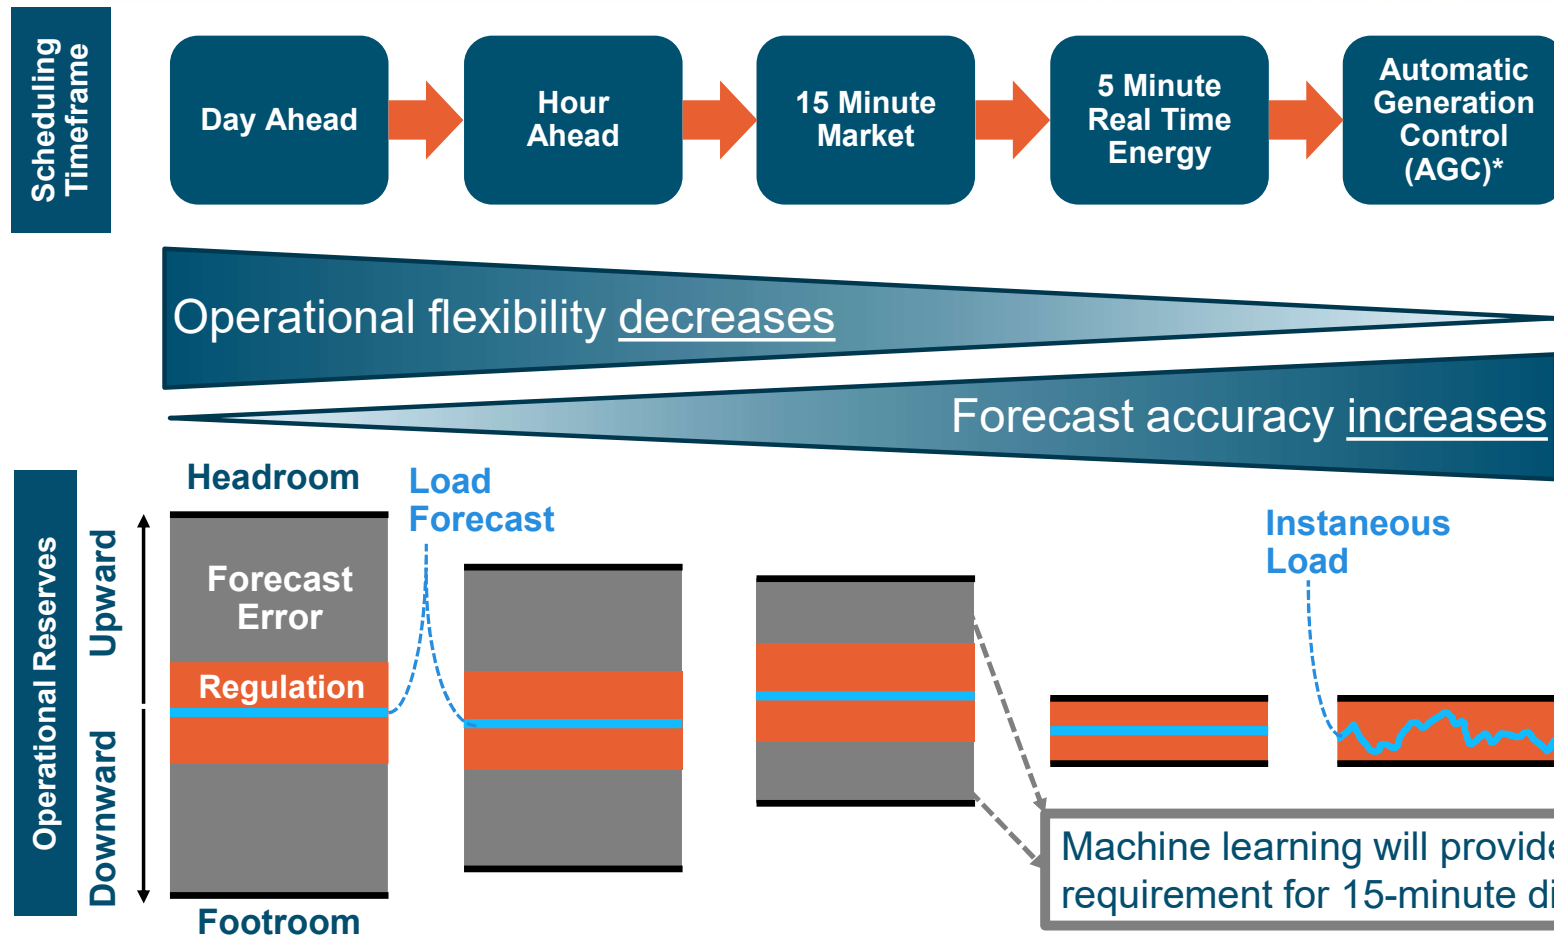 Scheduling
Timeframe
Day Ahead
Hour
Ahead
15 Minute
Market
5 Minute
Real Time
Energy
Automatic
Generation
Control
(AGC)*
Operational flexibility decreases
Forecast accuracy increases
Operational Reserves
Upward
Downward
Headroom
Load
Forecast
Forecast
Error
Regulation
Footroom
Instaneous
Load
Machine learning will provide
requirement for 15-minute di